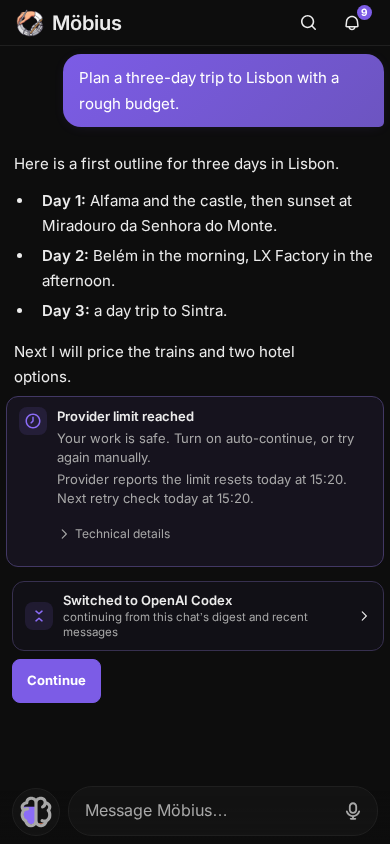 Möbius
9
Plan a three-day trip to Lisbon with a
rough budget.
Here is a first outline for three days in Lisbon.
• Day 1: Alfama and the castle, then sunset at
Miradouro da Senhora do Monte.
• Day 2: Belém in the morning, LX Factory in the
afternoon.
• Day 3: a day trip to Sintra.
Next I will price the trains and two hotel
options.
Provider limit reached
Your work is safe. Turn on auto-continue, or try
again manually.
Provider reports the limit resets today at 15:20.
Next retry check today at 15:20.
Technical details
Switched to OpenAI Codex
continuing from this chat's digest and recent
messages
Continue
Message Möbius...